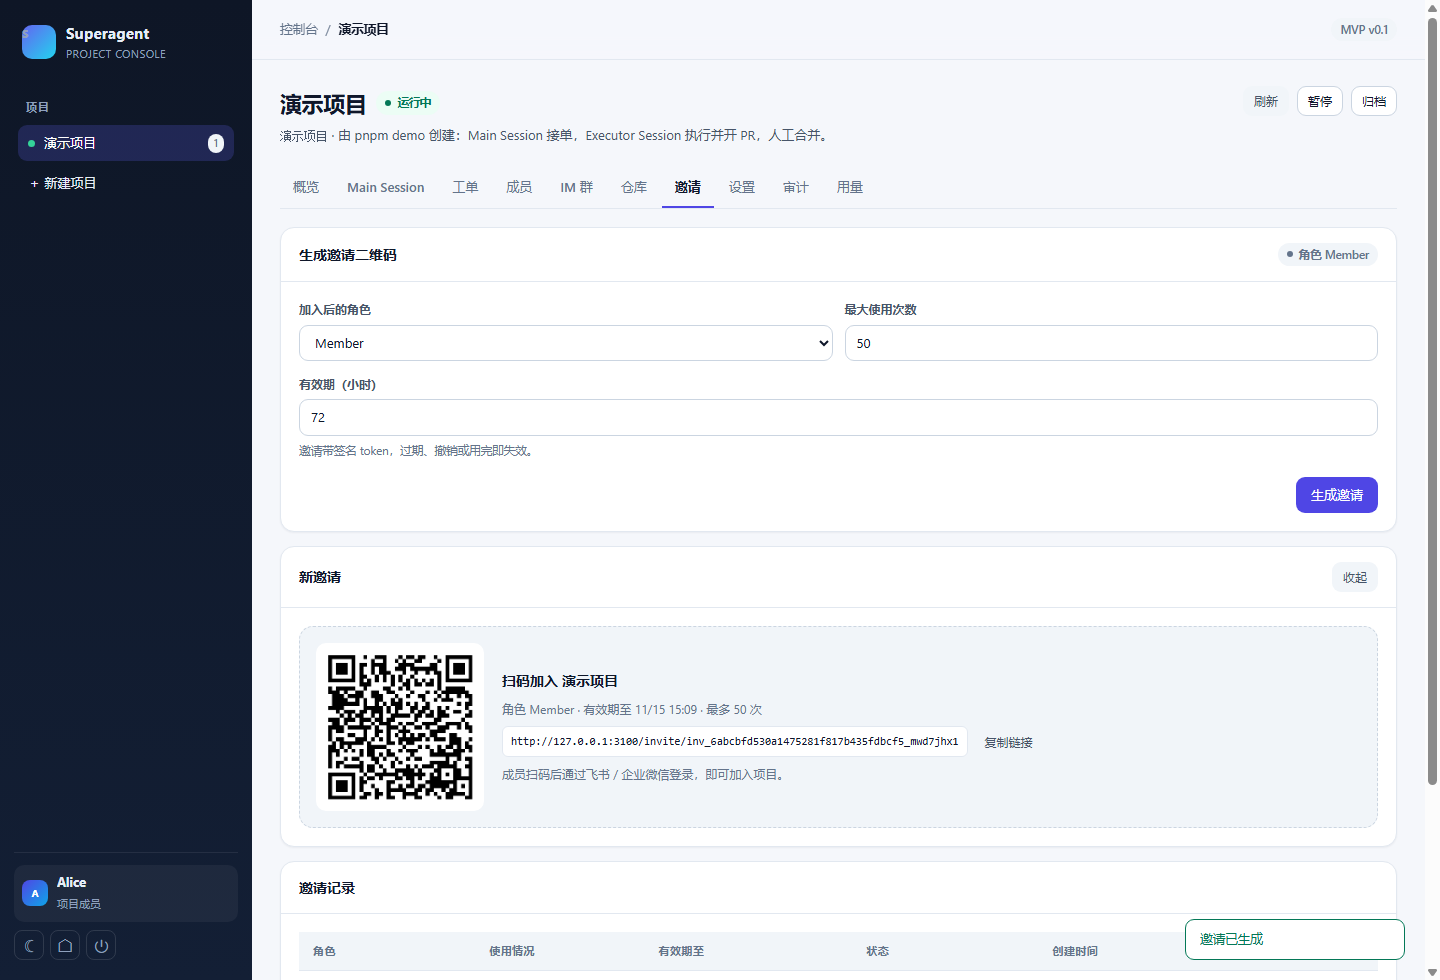 Superagent
PROJECT CONSOLE
项目
演示项目 1
+ 新建项目
Alice
A
项目成员
控制台 / 演示项目
MVP v0.1
演示项目 运行中
刷新 暂停 归档
演示项目 · 由 pnpm demo 创建：Main Session 接单，Executor Session 执行并开 PR，人工合并。
概览 Main Session 工单 成员 IM 群 仓库 邀请 设置 审计 用量
生成邀请二维码
角色 Member
加入后的角色 最大使用次数
Member 50
有效期（小时）
72
邀请带签名 token，过期、撤销或用完即失效。
生成邀请
新邀请
收起
扫码加入 演示项目
角色 Member · 有效期至 11/15 15:09 · 最多 50 次
http://127.0.0.1:3100/invite/inv_6abcbfd530a1475281f817b435fdbcf5_mwd7jhx1 复制链接
成员扫码后通过飞书 / 企业微信登录，即可加入项目。
邀请记录
角色 使用情况 有效期至 状态 创建时间
邀请已生成